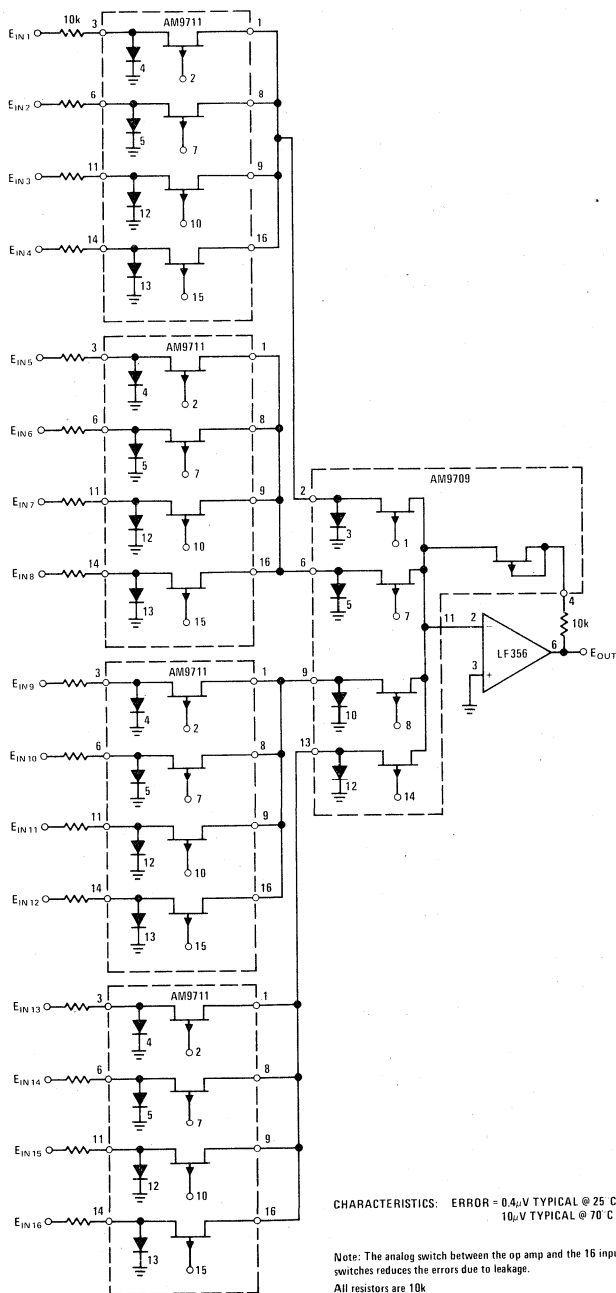 AM9711
E IN 1 10k 3 1
4 2
E IN 2 6 8
5 7
E IN 3 11 9
12 10
E IN 4 14 16
13 15
AM9711
E IN 5 3 1
4 2
E IN 6 6 8
5 7
E IN 7 11 9
12 10
E IN 8 14 16
13 15
AM9709
2
3 1
6
5 7
4
10k
11 2 6 E OUT
LF356
3
- +
9
10 8
13
12 14
AM9711
E IN 9 3 1
4 2
E IN 10 6 8
5 7
E IN 11 11 9
12 10
E IN 12 14 16
13 15
AM9711
E IN 13 3 1
4 2
E IN 14 6 8
5 7
E IN 15 11 9
12 10
E IN 16 14 16
13 15
CHARACTERISTICS: ERROR = 0.4μV TYPICAL @ 25°C
10μV TYPICAL @ 70°C
Note: The analog switch between the op amp and the 16 inpu
switches reduces the errors due to leakage.
All resistors are 10k